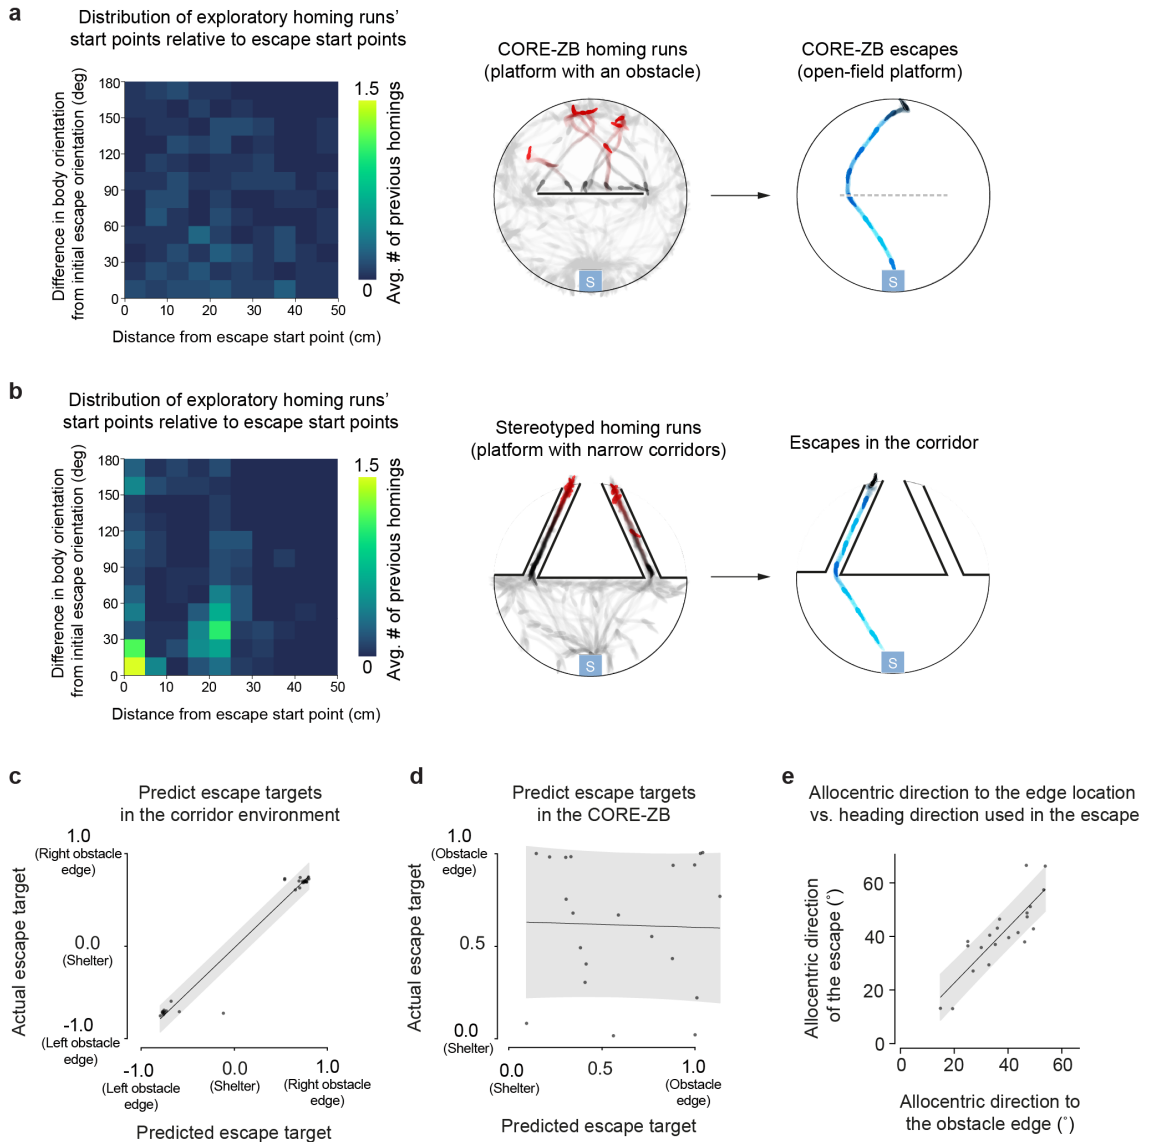 a
Distribution of exploratory homing runs’
start points relative to escape start points
Difference in body orientation
from initial escape orientation (deg)
180
150
120
90
60
30
0
0 10 20 30 40 50
Distance from escape start point (cm)
1.5
0
Avg. # of previous homings
CORE-ZB homing runs
(platform with an obstacle)
S
CORE-ZB escapes
(open-field platform)
S
b
Distribution of exploratory homing runs’
start points relative to escape start points
Difference in body orientation
from initial escape orientation (deg)
180
150
120
90
60
30
0
0 10 20 30 40 50
Distance from escape start point (cm)
1.5
0
Avg. # of previous homings
Stereotyped homing runs
(platform with narrow corridors)
S
Escapes in the corridor
S
c
Predict escape targets
in the corridor environment
Actual escape target
1.0
(Right obstacle
edge)
0.0
(Shelter)
-1.0
(Left obstacle
edge)
-1.0
(Left obstacle
edge)
0.0
(Shelter)
1.0
(Right obstacle
edge)
Predicted escape target
d
Predict escape targets
in the CORE-ZB
Actual escape target
1.0
(Obstacle
edge)
0.5
0.0
(Shelter)
0.0
(Shelter)
0.5
1.0
(Obstacle
edge)
Predicted escape target
e
Allocentric direction to the edge location
vs. heading direction used in the escape
Allocentric direction
of the escape (°)
60
40
20
0
0 20 40 60
Allocentric direction to
the obstacle edge (°)